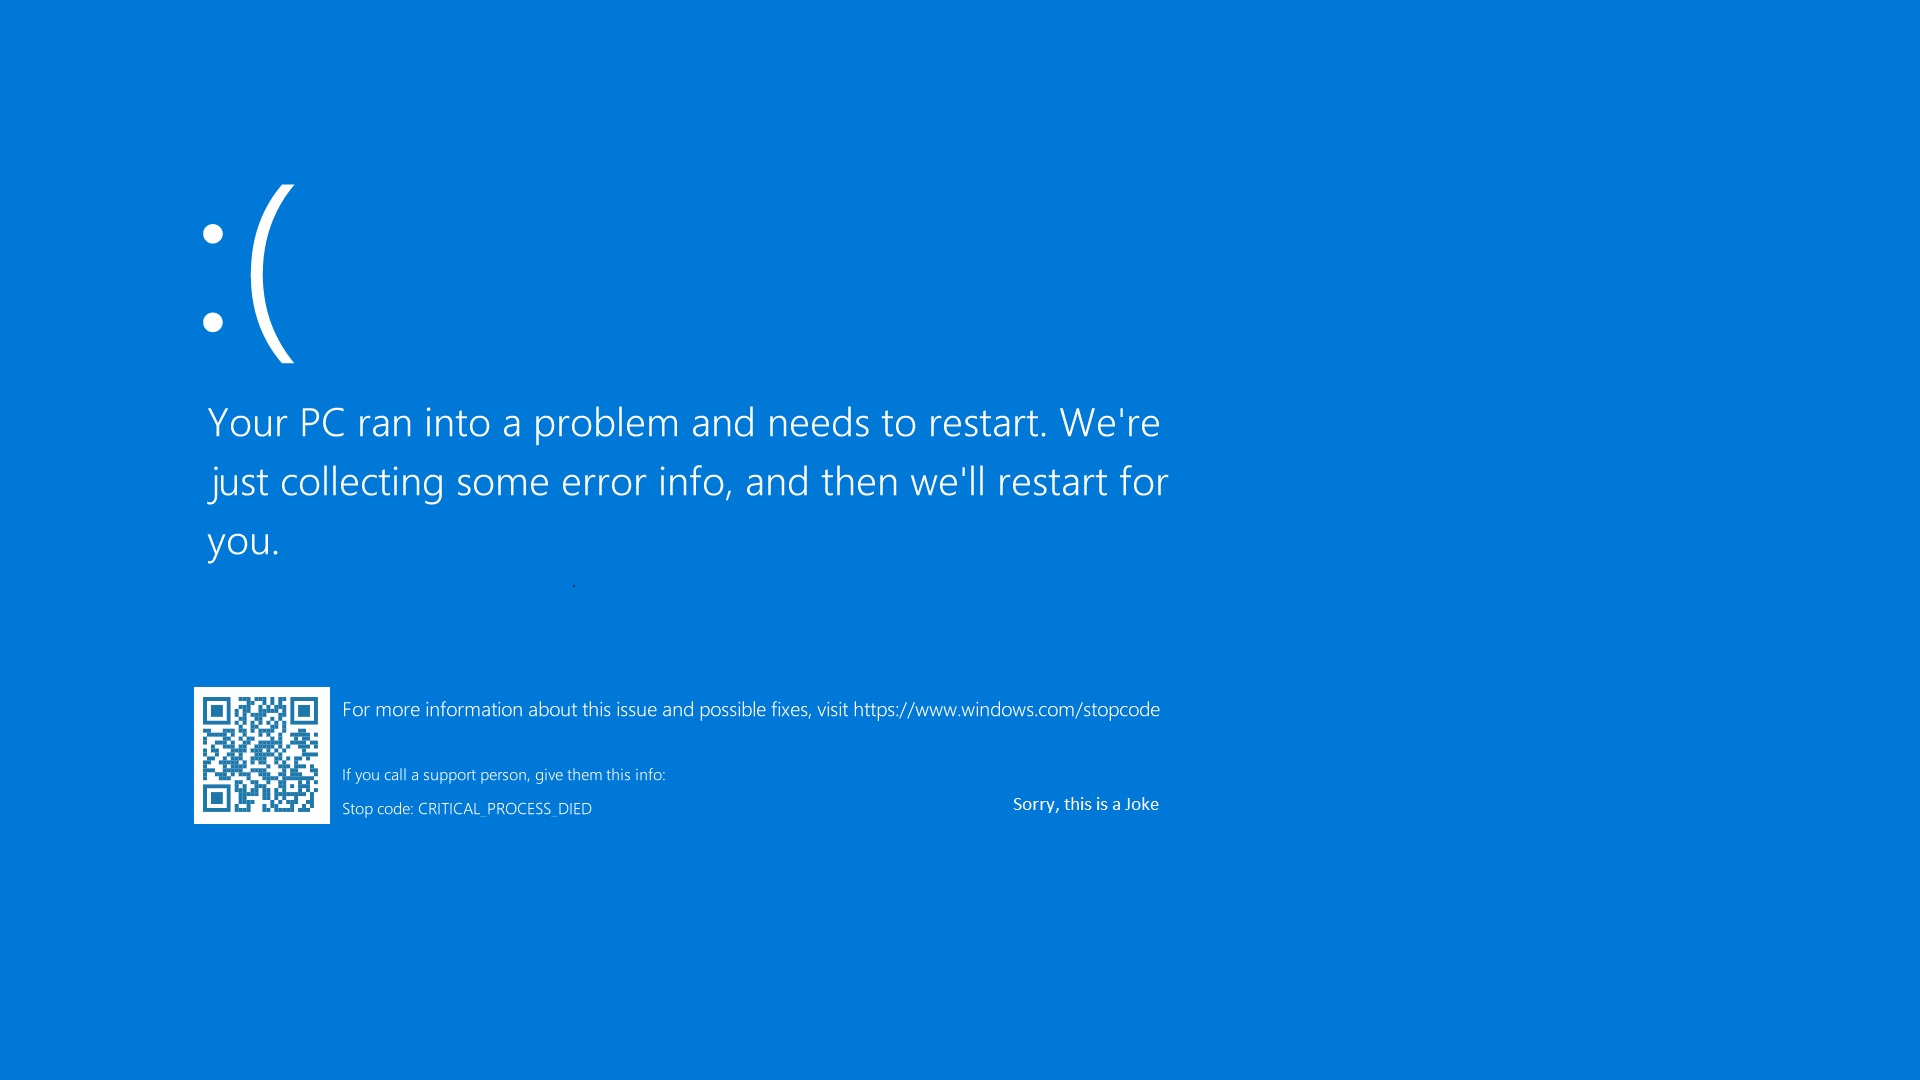 :(
Your PC ran into a problem and needs to restart. We're
just collecting some error info, and then we'll restart for
you.
For more information about this issue and possible fixes, visit https://www.windows.com/stopcode
If you call a support person, give them this info:
Stop code: CRITICAL_PROCESS_DIED
Sorry, this is a Joke